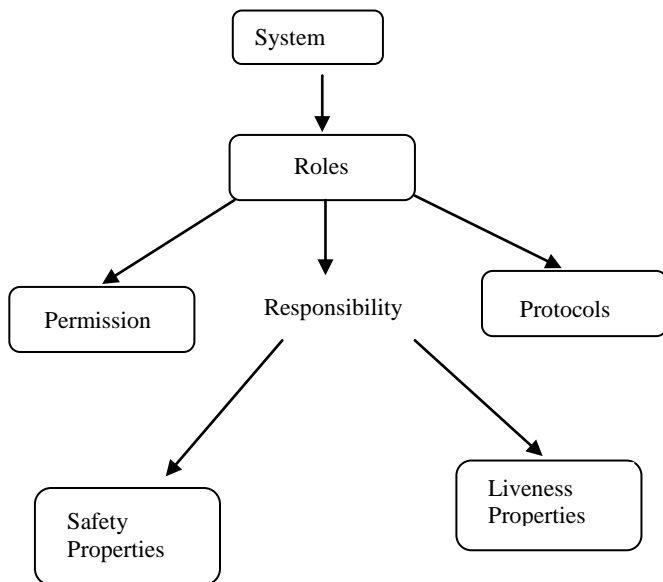 System
Roles
Permission
Responsibility
Protocols
Safety
Properties
Liveness
Properties